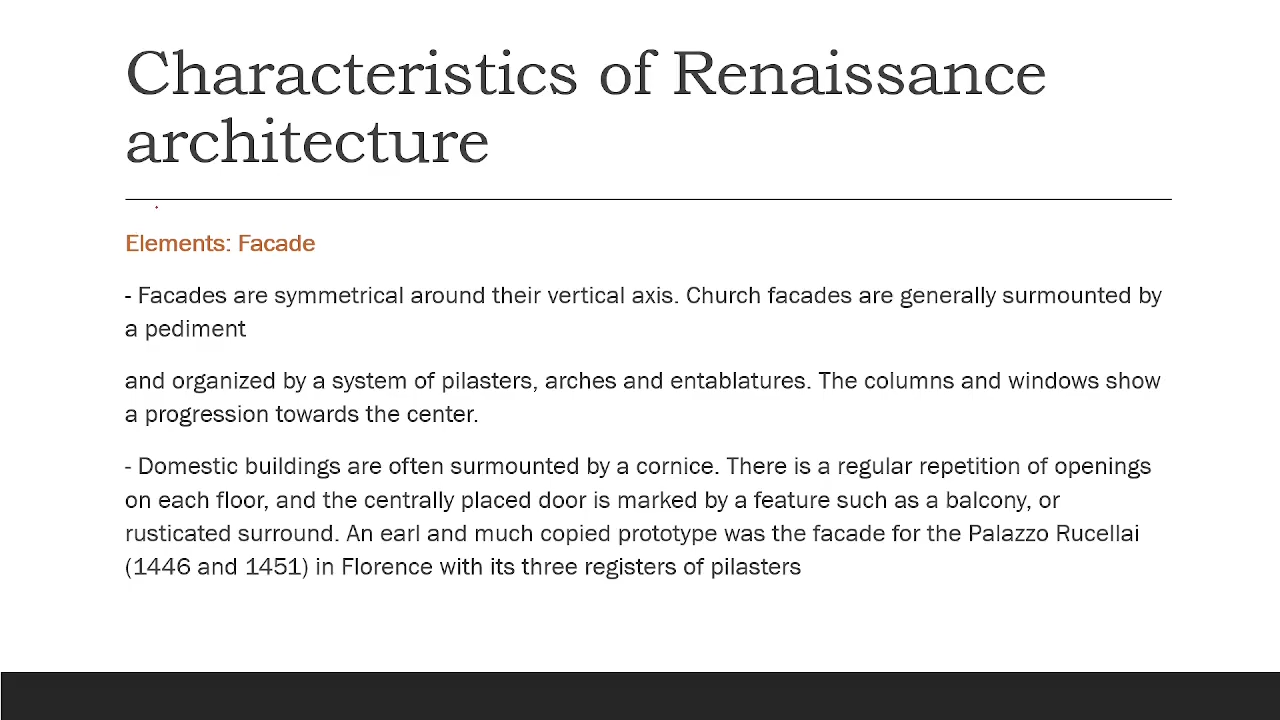 Characteristics of Renaissance
architecture
Elements: Facade
- Facades are symmetrical around their vertical axis. Church facades are generally surmounted by
a pediment
and organized by a system of pilasters, arches and entablatures. The columns and windows show
a progression towards the center.
- Domestic buildings are often surmounted by a cornice. There is a regular repetition of openings
on each floor, and the centrally placed door is marked by a feature such as a balcony, or
rusticated surround. An earl and much copied prototype was the facade for the Palazzo Rucellai
(1446 and 1451) in Florence with its three registers of pilasters